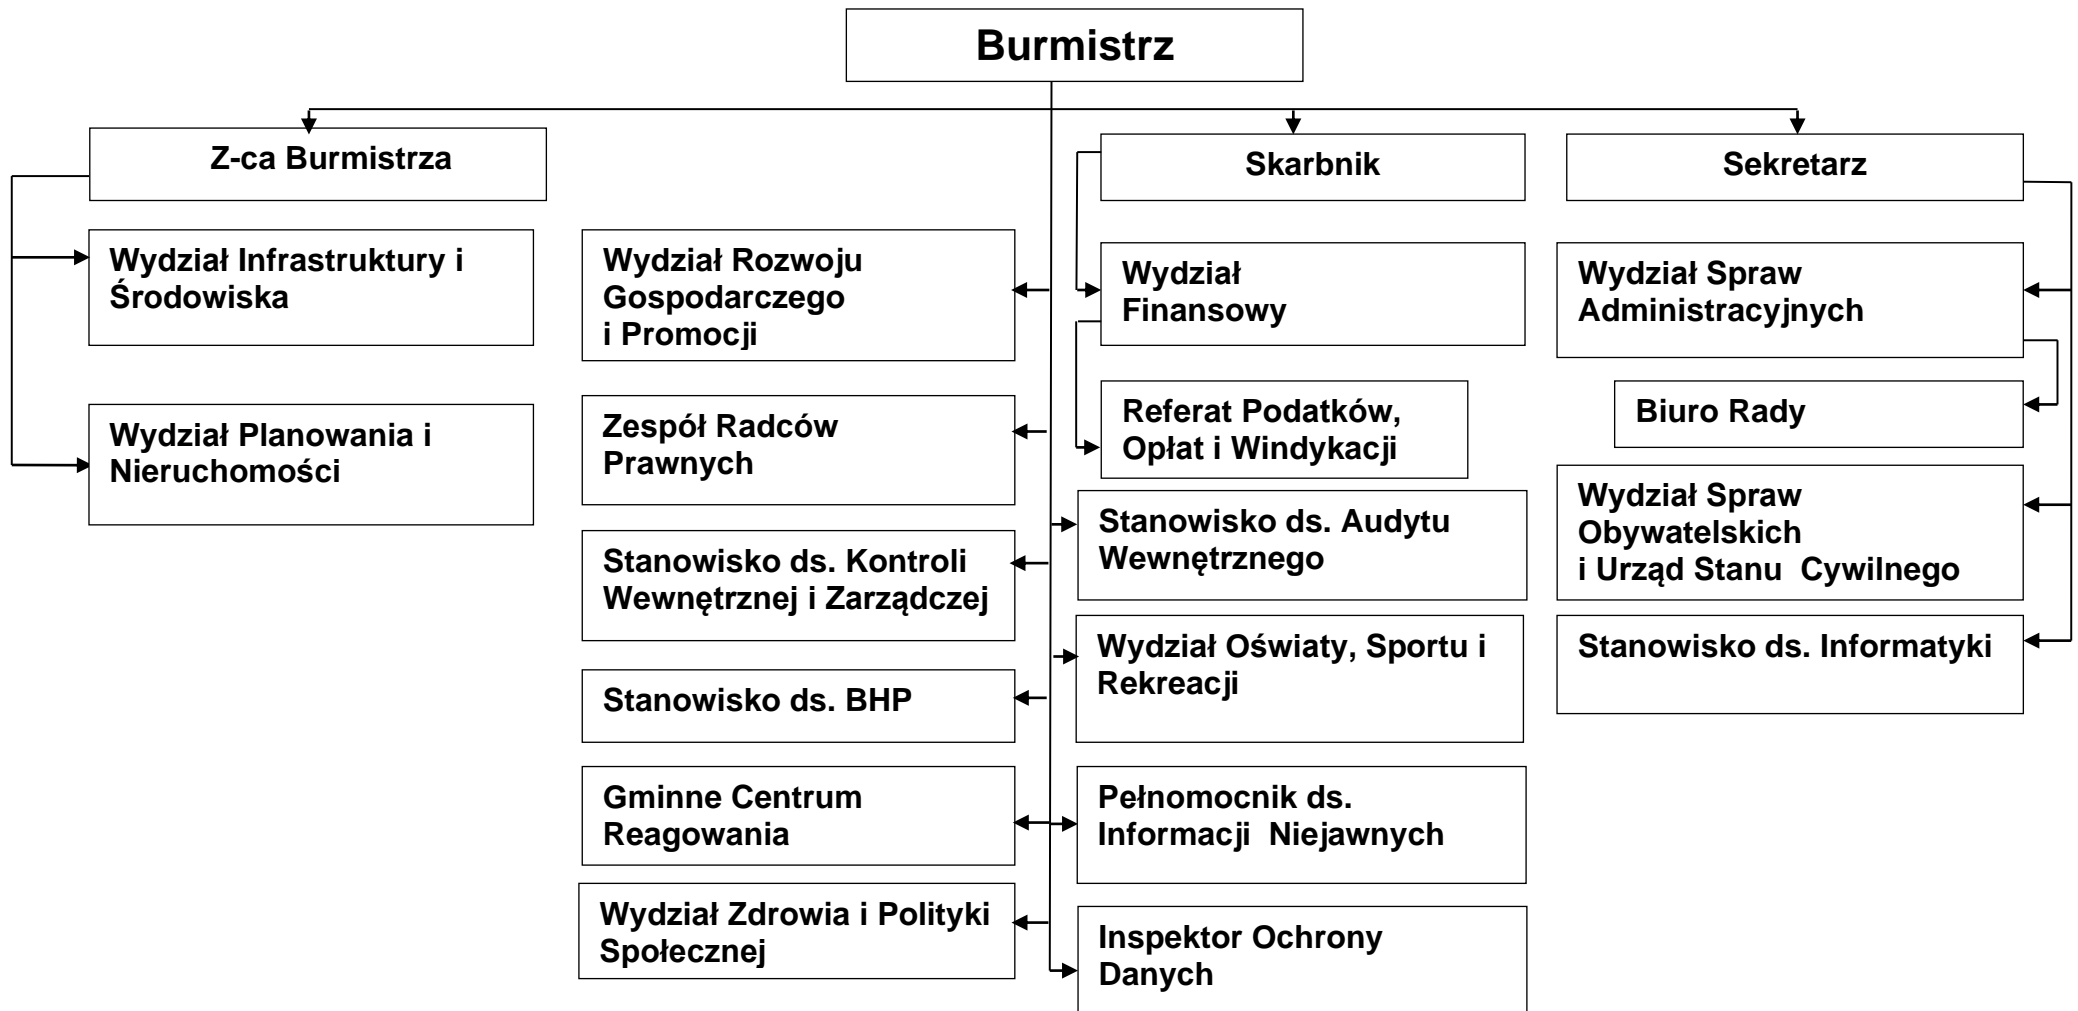 Burmistrz
Z-ca Burmistrza
Skarbnik
Sekretarz
Wydział Infrastruktury i
Środowiska
Wydział Planowania i
Nieruchomości
Wydział Rozwoju
Gospodarczego
i Promocji
Zespół Radców
Prawnych
Stanowisko ds. Kontroli
Wewnętrznej i Zarządczej
Stanowisko ds. BHP
Gminne Centrum
Reagowania
Wydział Zdrowia i Polityki
Społecznej
Wydział
Finansowy
Referat Podatków,
Opłat i Windykacji
Stanowisko ds. Audytu
Wewnętrznego
Wydział Oświaty, Sportu i
Rekreacji
Pełnomocnik ds.
Informacji  Niejawnych
Inspektor Ochrony
Danych
Wydział Spraw
Administracyjnych
Biuro Rady
Wydział Spraw
Obywatelskich
i Urząd Stanu  Cywilnego
Stanowisko ds. Informatyki